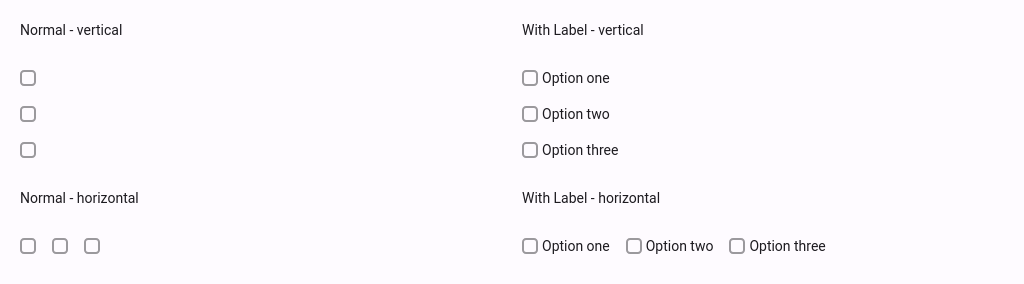 Normal - vertical
With Label - vertical
Option one
Option two
Option three
Normal - horizontal
With Label - horizontal
Option one Option two Option three